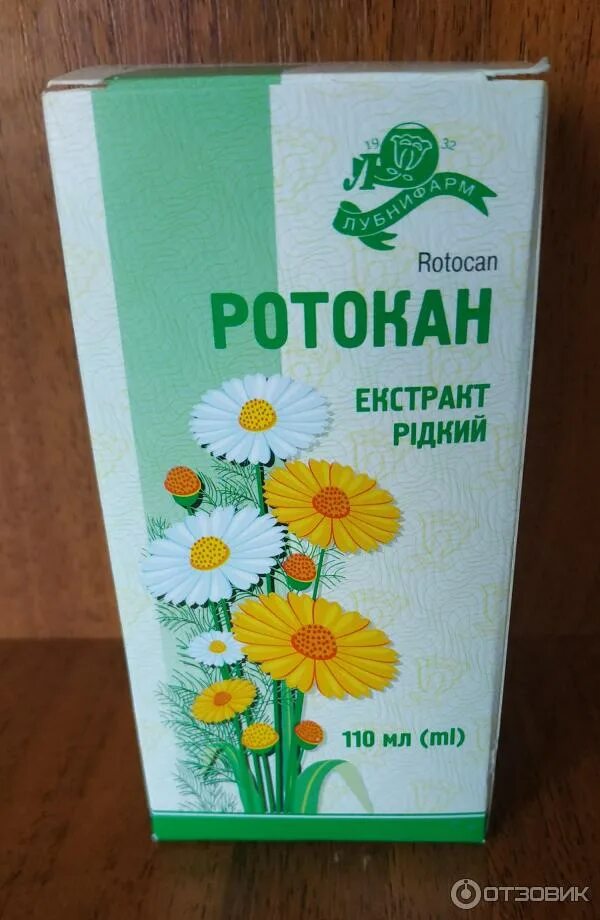 19 32
ЛУБНИФАРМ
Rotocan
РОТОКАН
ЕКСТРАКТ
РІДКИЙ
110 мл (ml)
ОТЗОВИК